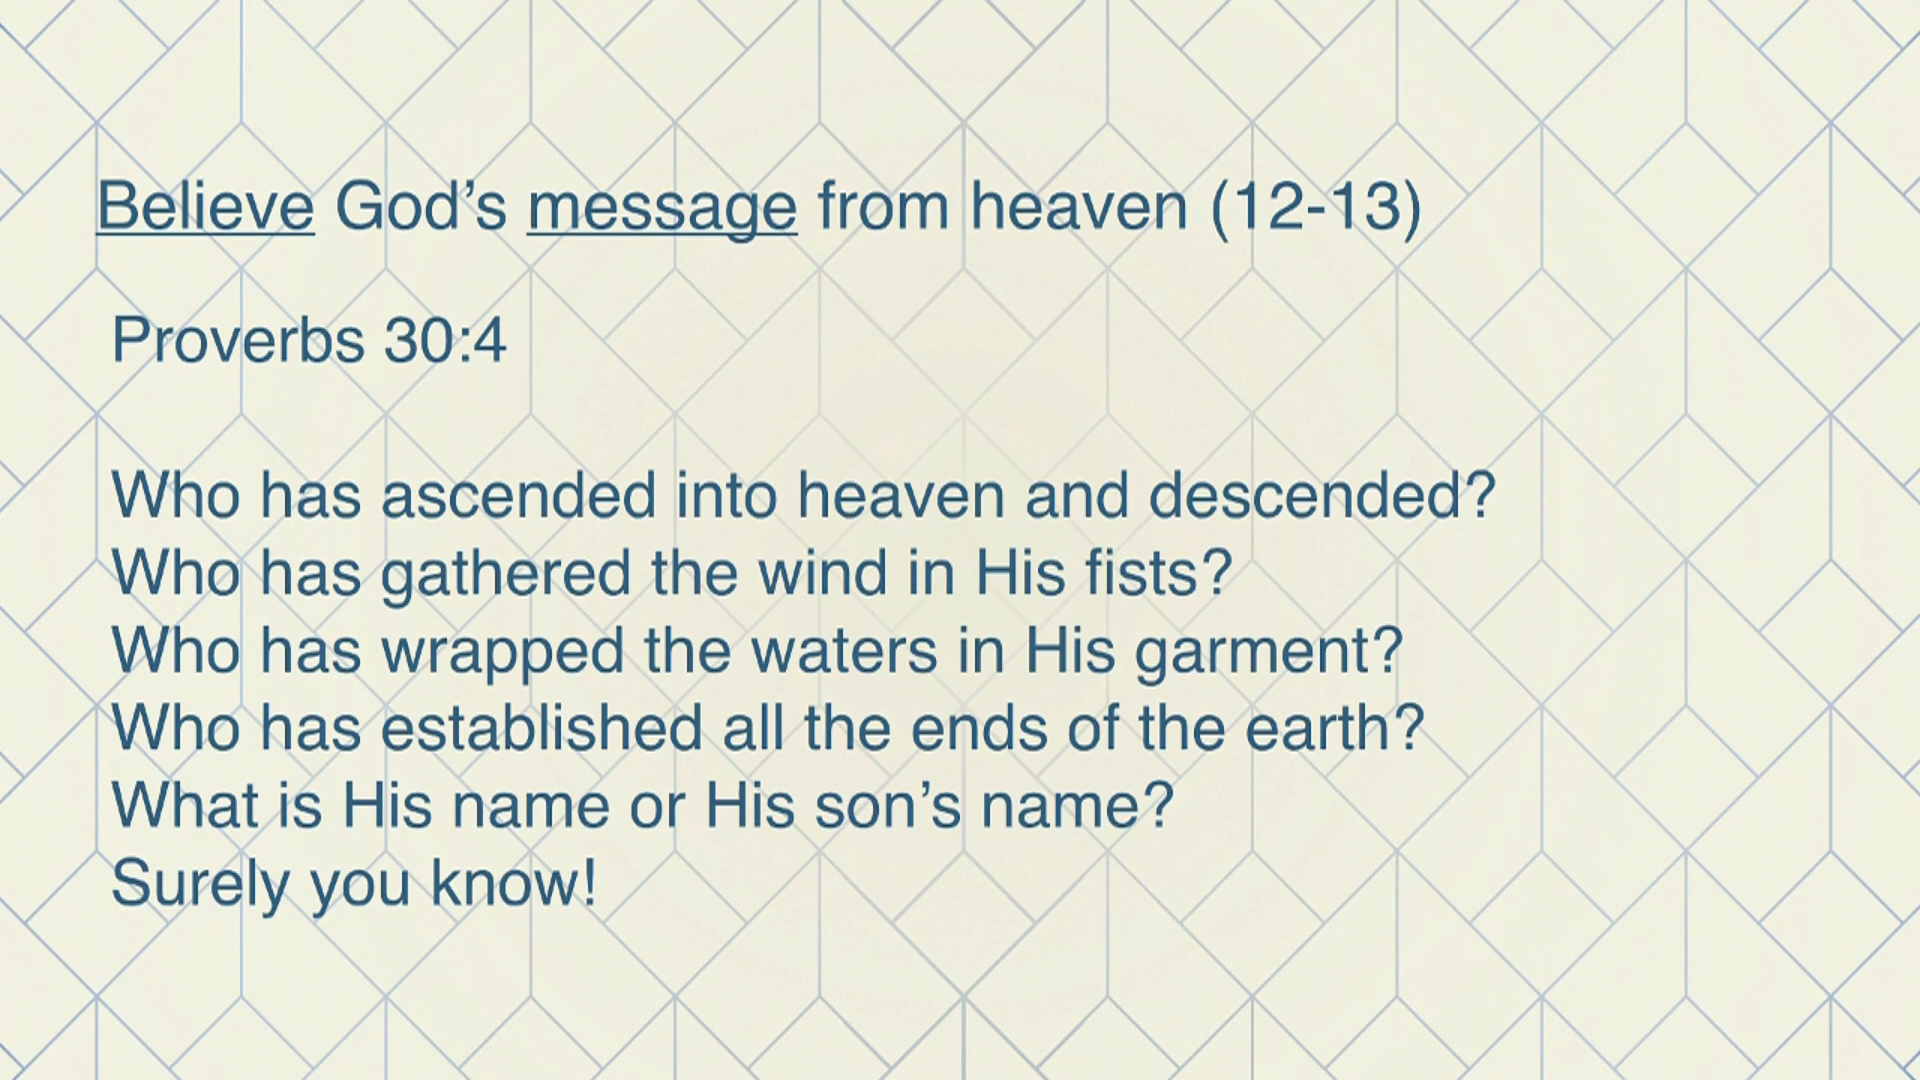 Believe God’s message from heaven (12-13)
Proverbs 30:4
Who has ascended into heaven and descended?
Who has gathered the wind in His fists?
Who has wrapped the waters in His garment?
Who has established all the ends of the earth?
What is His name or His son’s name?
Surely you know!